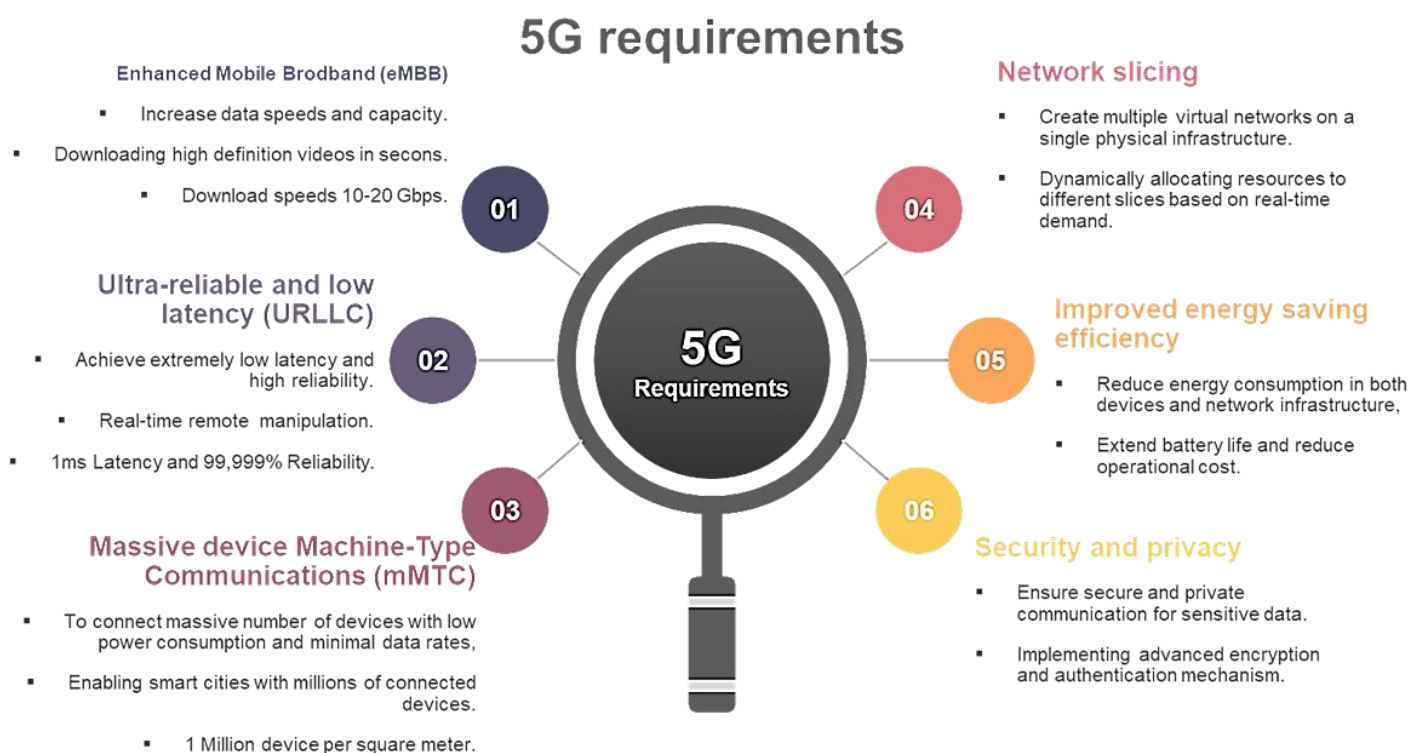 5G requirements
Enhanced Mobile Brodband (eMBB)
▪ Increase data speeds and capacity.
▪ Downloading high definition videos in secons.
▪ Download speeds 10-20 Gbps.
01
Ultra-reliable and low
latency (URLLC)
▪ Achieve extremely low latency and
high reliability.
▪ Real-time remote manipulation.
▪ 1ms Latency and 99,999% Reliability.
02
Massive device Machine-Type
Communications (mMTC)
▪ To connect massive number of devices with low
power consumption and minimal data rates,
▪ Enabling smart cities with millions of connected
devices.
▪ 1 Million device per square meter.
03
5G
Requirements
Network slicing
▪ Create multiple virtual networks on a
single physical infrastructure.
▪ Dynamically allocating resources to
different slices based on real-time
demand.
04
Improved energy saving
efficiency
▪ Reduce energy consumption in both
devices and network infrastructure,
▪ Extend battery life and reduce
operational cost.
05
Security and privacy
▪ Ensure secure and private
communication for sensitive data.
▪ Implementing advanced encryption
and authentication mechanism.
06